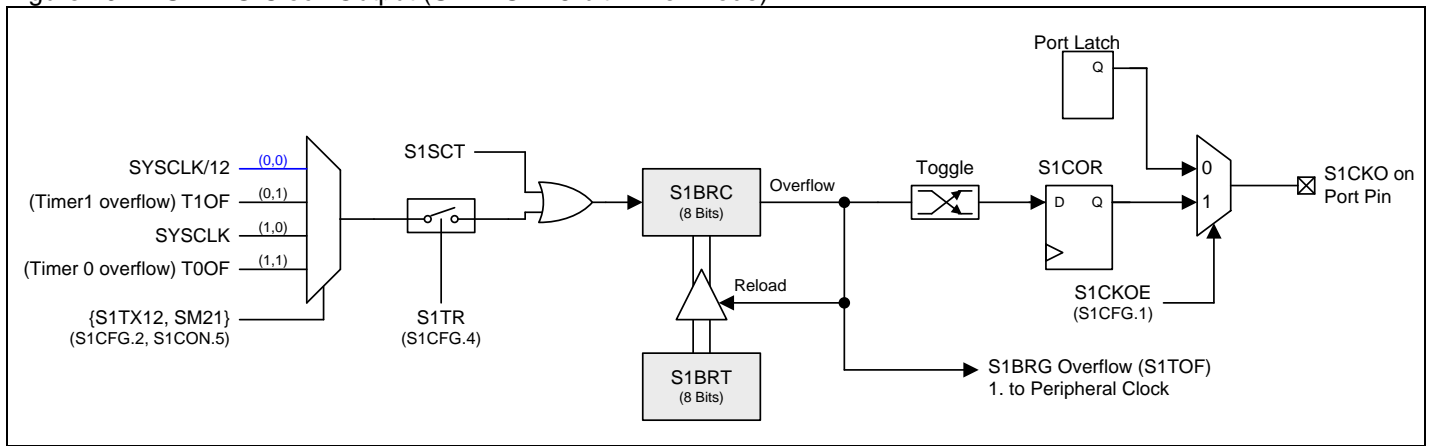 Port Latch
Q
SYSCLK/12 (0,0)
(Timer1 overflow) T1OF (0,1)
SYSCLK (1,0)
(Timer 0 overflow) T0OF (1,1)
{S1TX12, SM21}
(S1CFG.2, S1CON.5)
S1SCT
S1TR
(S1CFG.4)
S1BRC
(8 Bits)
Overflow
Reload
S1BRT
(8 Bits)
Toggle
S1COR
D Q
0
1
S1CKO on
Port Pin
S1CKOE
(S1CFG.1)
S1BRG Overflow (S1TOF)
1. to Peripheral Clock